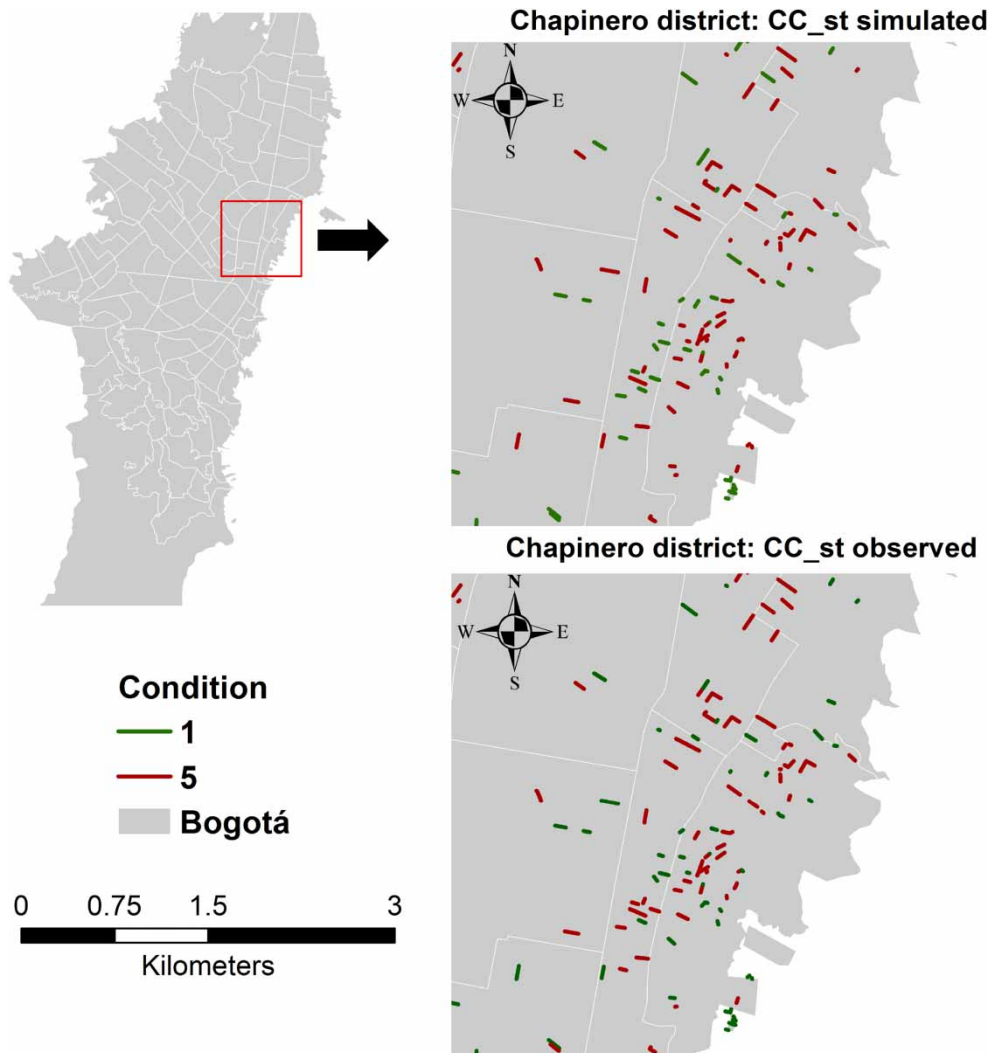 Chapinero district: CC_st simulated
N
W E
S
Chapinero district: CC_st observed
N
W E
S
Condition
1
5
Bogotá
0 0.75 1.5 3
Kilometers